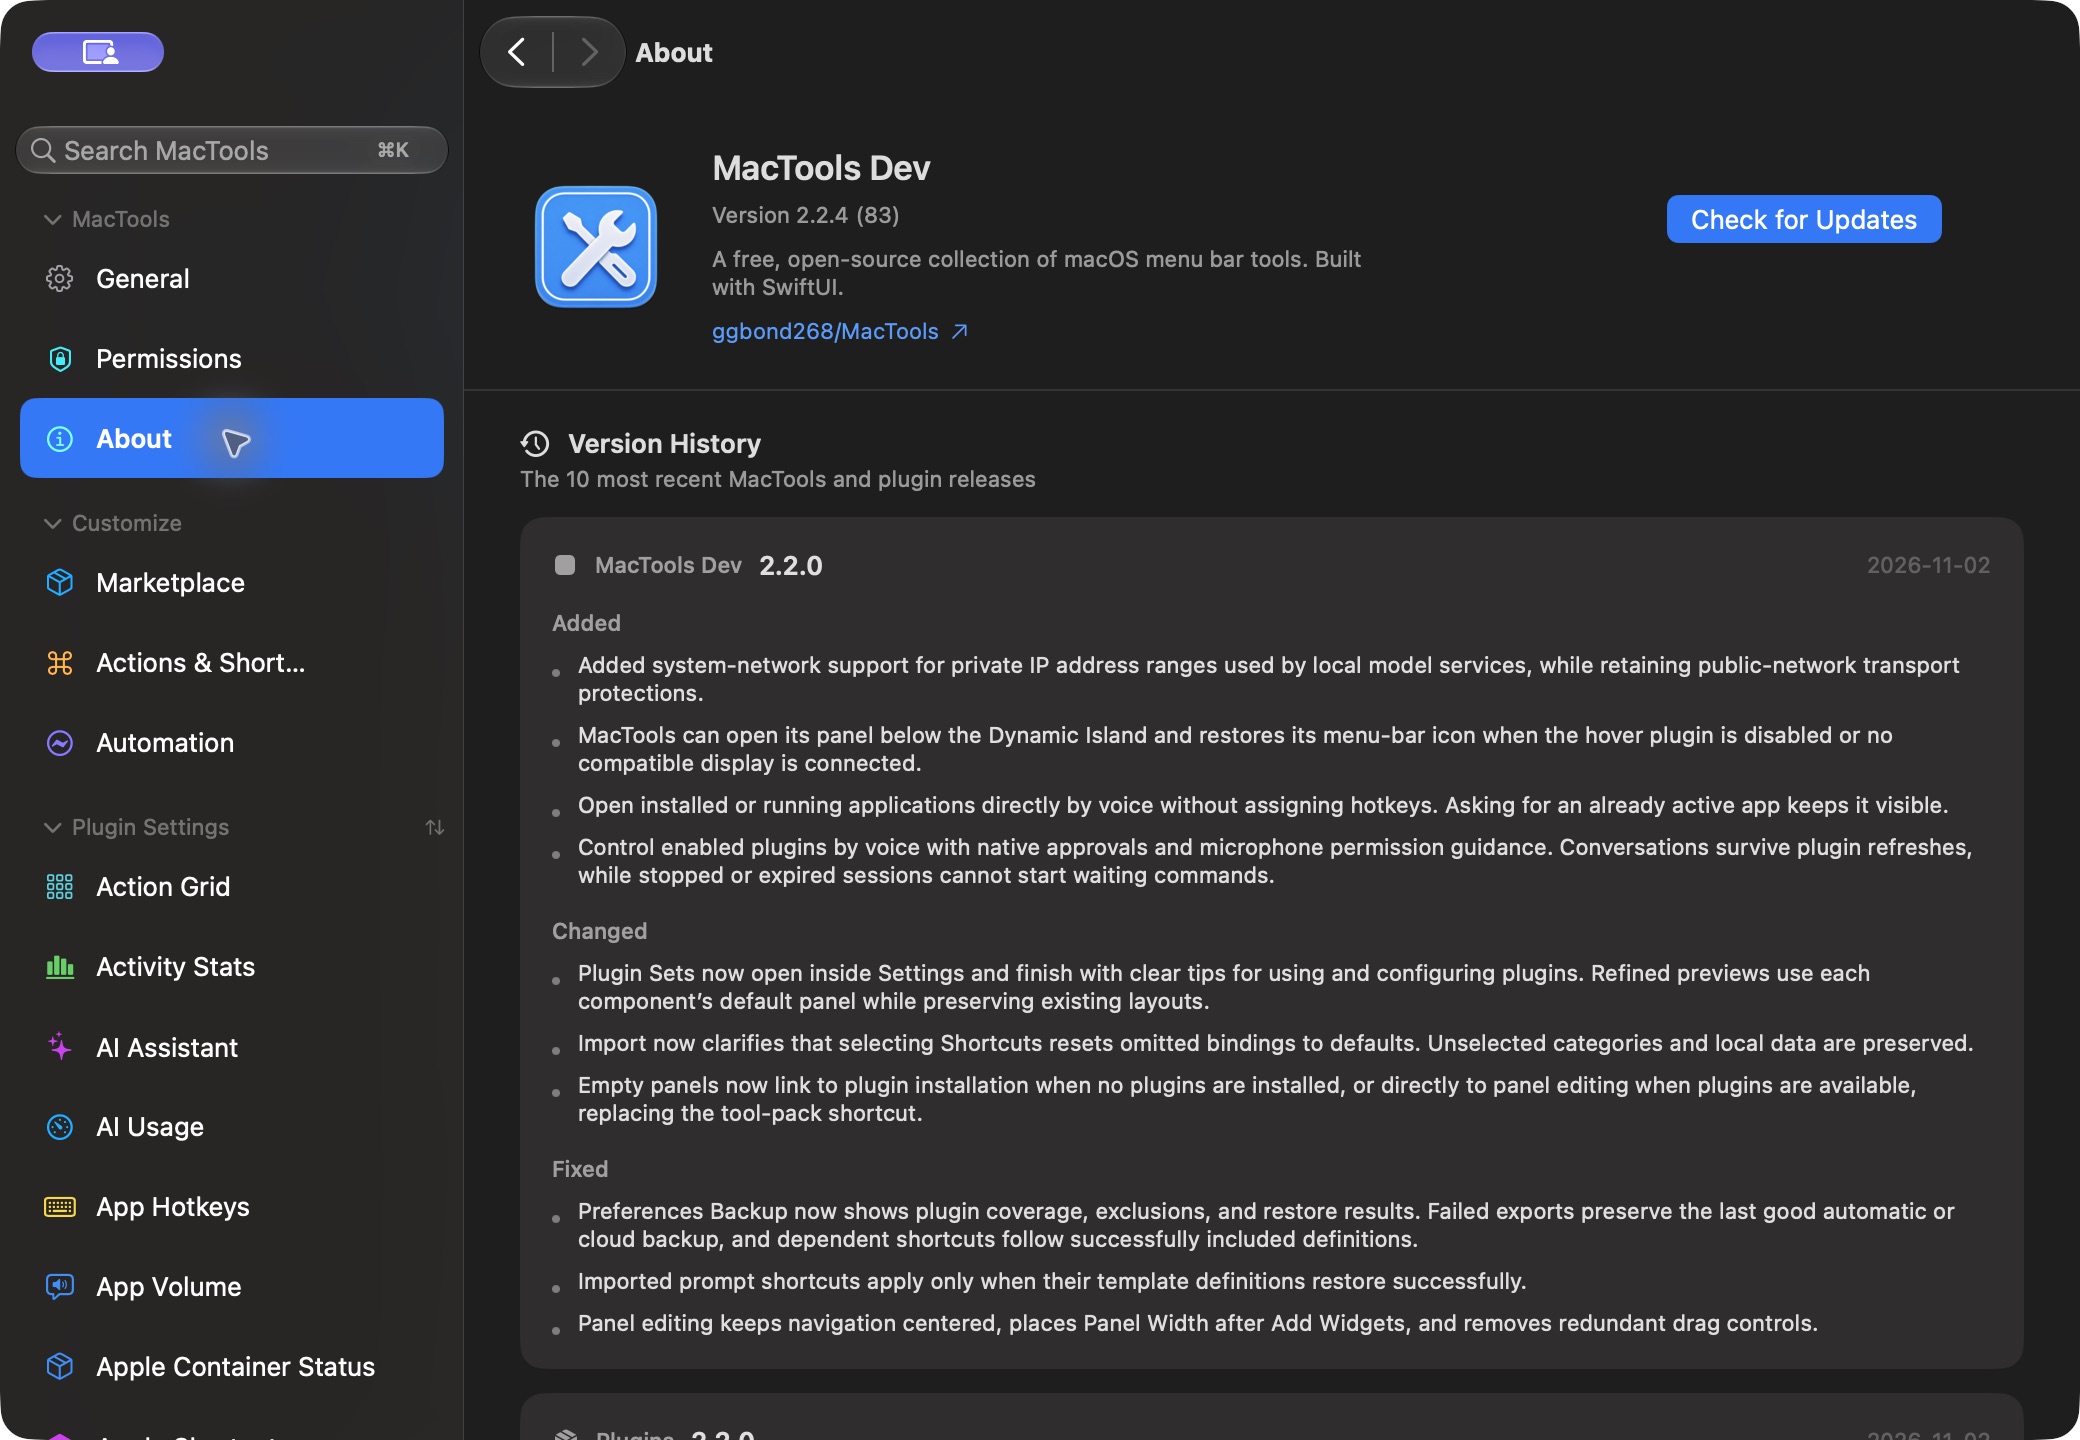 Search MacTools ⌘K
MacTools
General
Permissions
About
Customize
Marketplace
Actions & Short...
Automation
Plugin Settings
Action Grid
Activity Stats
AI Assistant
AI Usage
App Hotkeys
App Volume
Apple Container Status
About
MacTools Dev
Version 2.2.4 (83)
A free, open-source collection of macOS menu bar tools. Built
with SwiftUI.
ggbond268/MacTools ↗
Check for Updates
Version History
The 10 most recent MacTools and plugin releases
MacTools Dev 2.2.0 2026-11-02
Added
• Added system-network support for private IP address ranges used by local model services, while retaining public-network transport
protections.
• MacTools can open its panel below the Dynamic Island and restores its menu-bar icon when the hover plugin is disabled or no
compatible display is connected.
• Open installed or running applications directly by voice without assigning hotkeys. Asking for an already active app keeps it visible.
• Control enabled plugins by voice with native approvals and microphone permission guidance. Conversations survive plugin refreshes,
while stopped or expired sessions cannot start waiting commands.
Changed
• Plugin Sets now open inside Settings and finish with clear tips for using and configuring plugins. Refined previews use each
component’s default panel while preserving existing layouts.
• Import now clarifies that selecting Shortcuts resets omitted bindings to defaults. Unselected categories and local data are preserved.
• Empty panels now link to plugin installation when no plugins are installed, or directly to panel editing when plugins are available,
replacing the tool-pack shortcut.
Fixed
• Preferences Backup now shows plugin coverage, exclusions, and restore results. Failed exports preserve the last good automatic or
cloud backup, and dependent shortcuts follow successfully included definitions.
• Imported prompt shortcuts apply only when their template definitions restore successfully.
• Panel editing keeps navigation centered, places Panel Width after Add Widgets, and removes redundant drag controls.
Plugins 2026-11-02